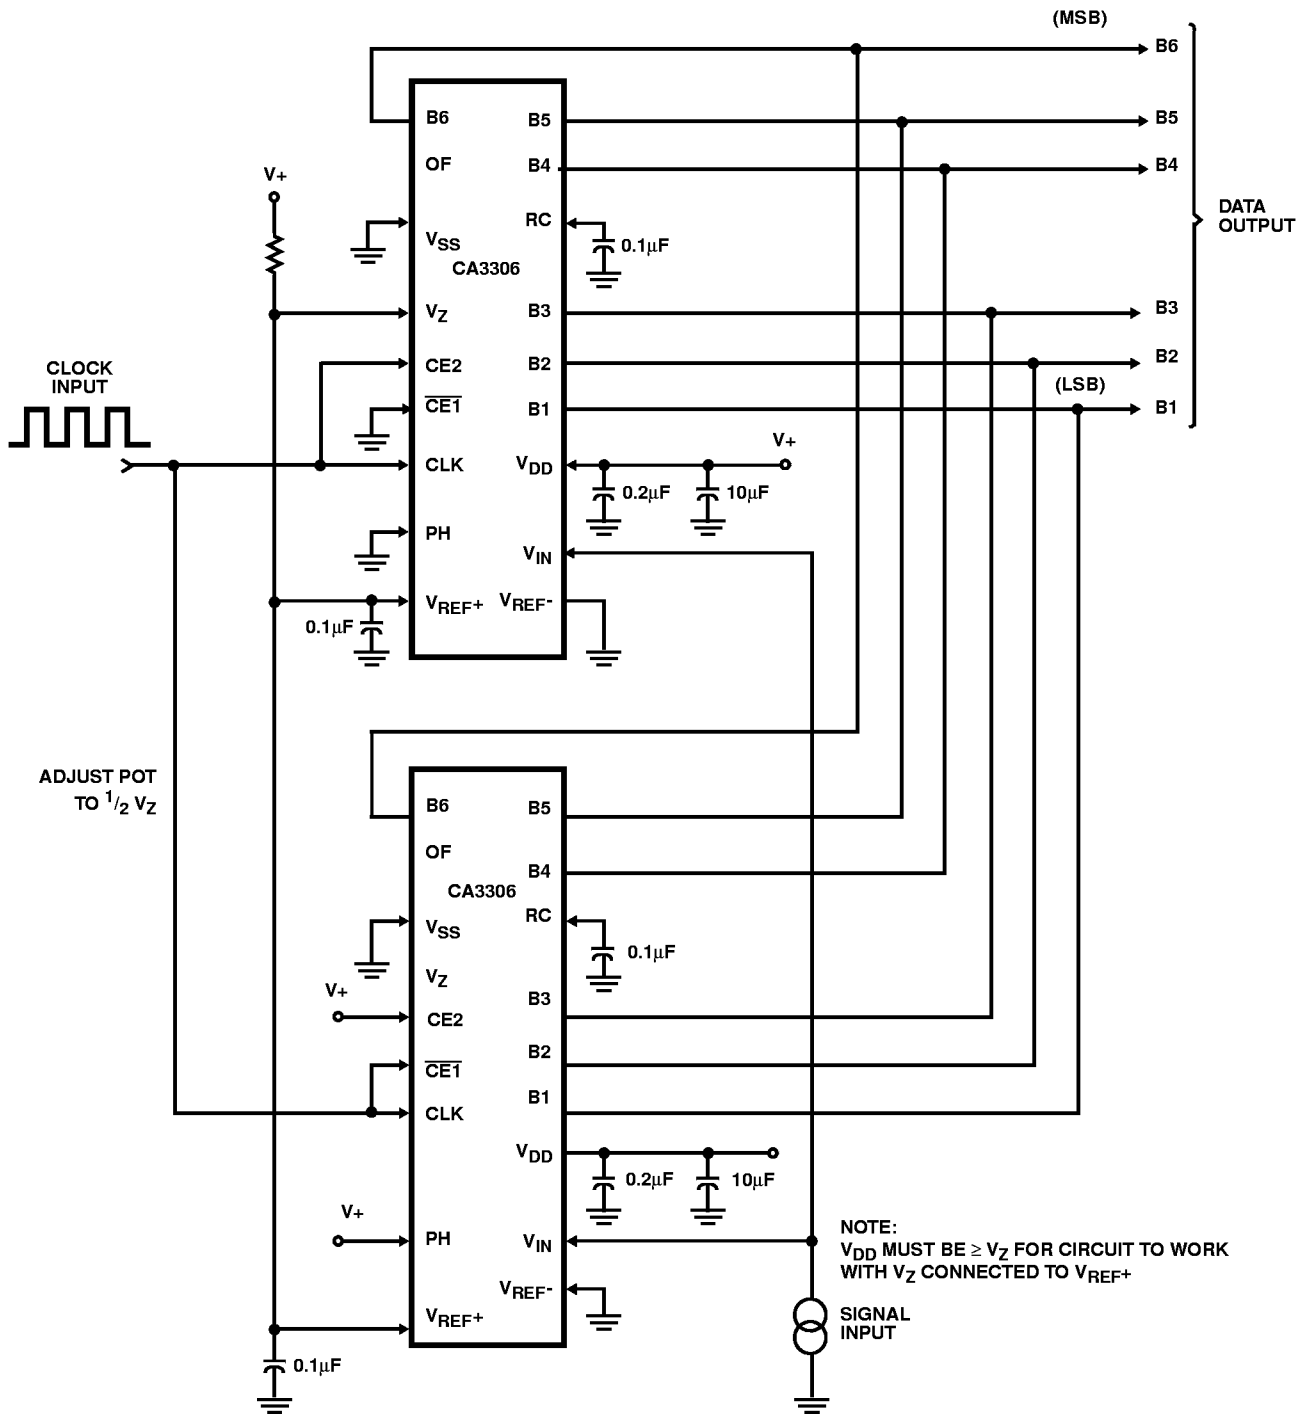 (MSB)
B6
B5
B4
B3
B2
(LSB)
B1
DATA
OUTPUT
V+
CLOCK
INPUT
B6
OF
VSS
CA3306
VZ
CE2
CE1
CLK
PH
VREF+
B5
B4
RC
B3
B2
B1
VDD
VIN
VREF-
0.1μF
V+
0.2μF
10μF
0.1μF
ADJUST POT
TO 1/2 VZ
B6
OF
CA3306
VSS
VZ
V+
CE2
CE1
CLK
V+
PH
VREF+
B5
B4
RC
B3
B2
B1
VDD
VIN
VREF-
0.1μF
0.2μF
10μF
0.1μF
NOTE:
VDD MUST BE ≥ VZ FOR CIRCUIT TO WORK
WITH VZ CONNECTED TO VREF+
SIGNAL
INPUT